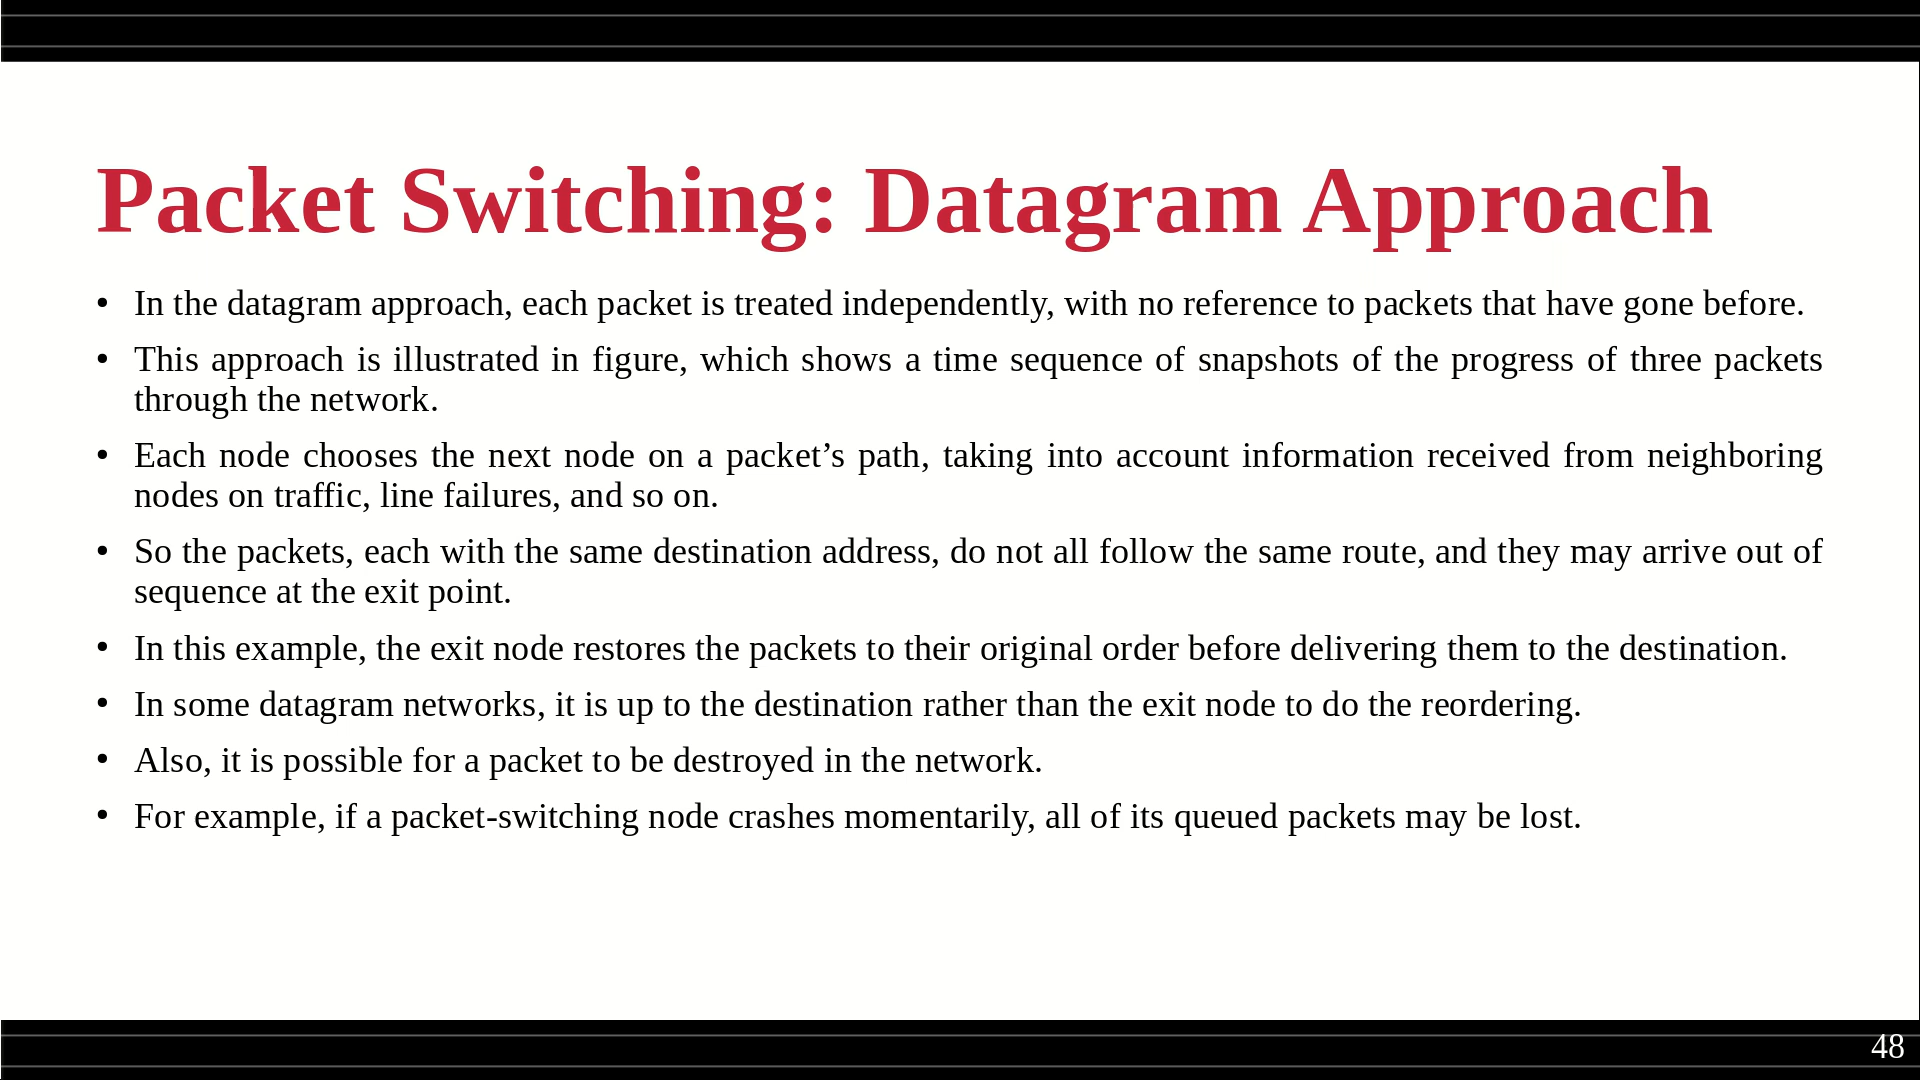 Packet Switching: Datagram Approach
• In the datagram approach, each packet is treated independently, with no reference to packets that have gone before.
• This approach is illustrated in figure, which shows a time sequence of snapshots of the progress of three packets
through the network.
• Each node chooses the next node on a packet’s path, taking into account information received from neighboring
nodes on traffic, line failures, and so on.
• So the packets, each with the same destination address, do not all follow the same route, and they may arrive out of
sequence at the exit point.
• In this example, the exit node restores the packets to their original order before delivering them to the destination.
• In some datagram networks, it is up to the destination rather than the exit node to do the reordering.
• Also, it is possible for a packet to be destroyed in the network.
• For example, if a packet-switching node crashes momentarily, all of its queued packets may be lost.
48